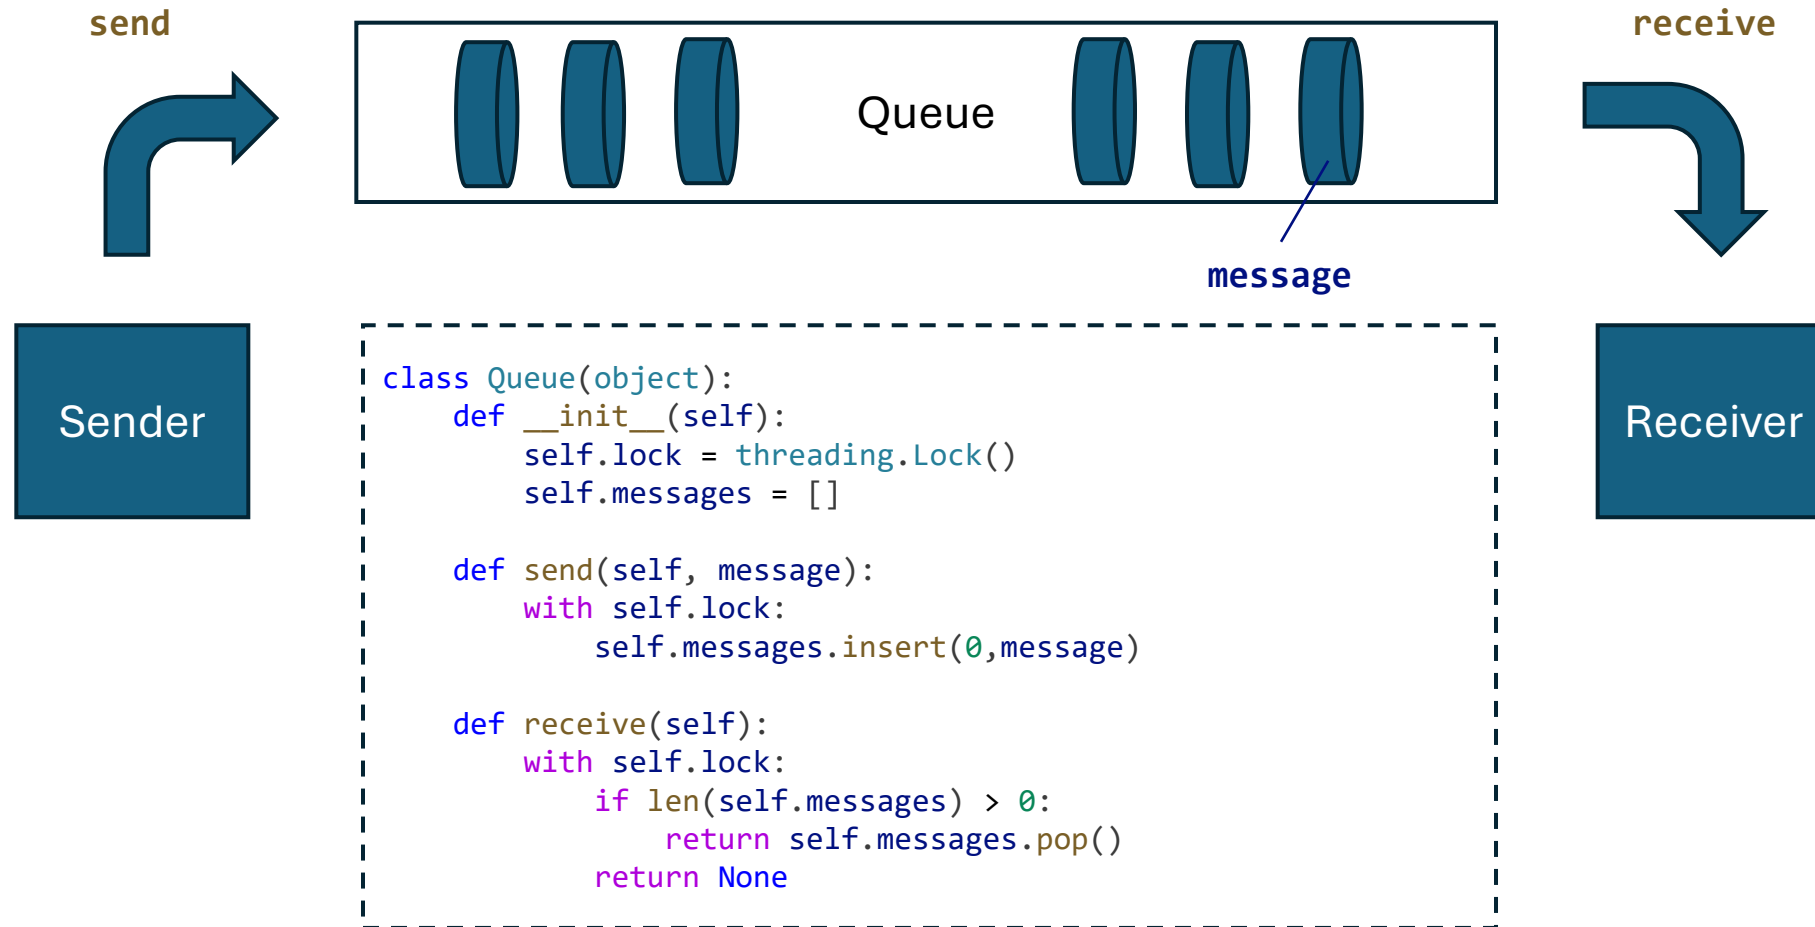 send
receive
Queue
message
Sender
Receiver
class Queue(object):
    def __init__(self):
        self.lock = threading.Lock()
        self.messages = []

    def send(self, message):
        with self.lock:
            self.messages.insert(0,message)

    def receive(self):
        with self.lock:
            if len(self.messages) > 0:
                return self.messages.pop()
            return None